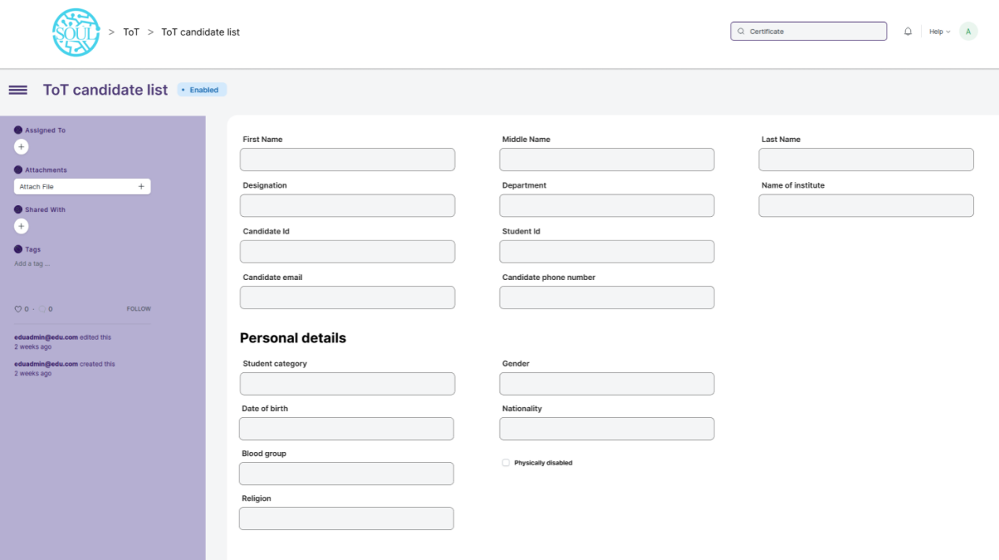 SOUL > ToT > ToT candidate list
Certificate
Help
A
ToT candidate list
• Enabled
Assigned To
+
Attachments
Attach File +
Shared With
+
Tags
Add a tag ...
0 · 0 FOLLOW
eduadmin@edu.com edited this
2 weeks ago
eduadmin@edu.com created this
2 weeks ago
First Name Middle Name Last Name
Designation Department Name of institute
Candidate Id Student Id
Candidate email Candidate phone number
Personal details
Student category Gender
Date of birth Nationality
Blood group
Physically disabled
Religion